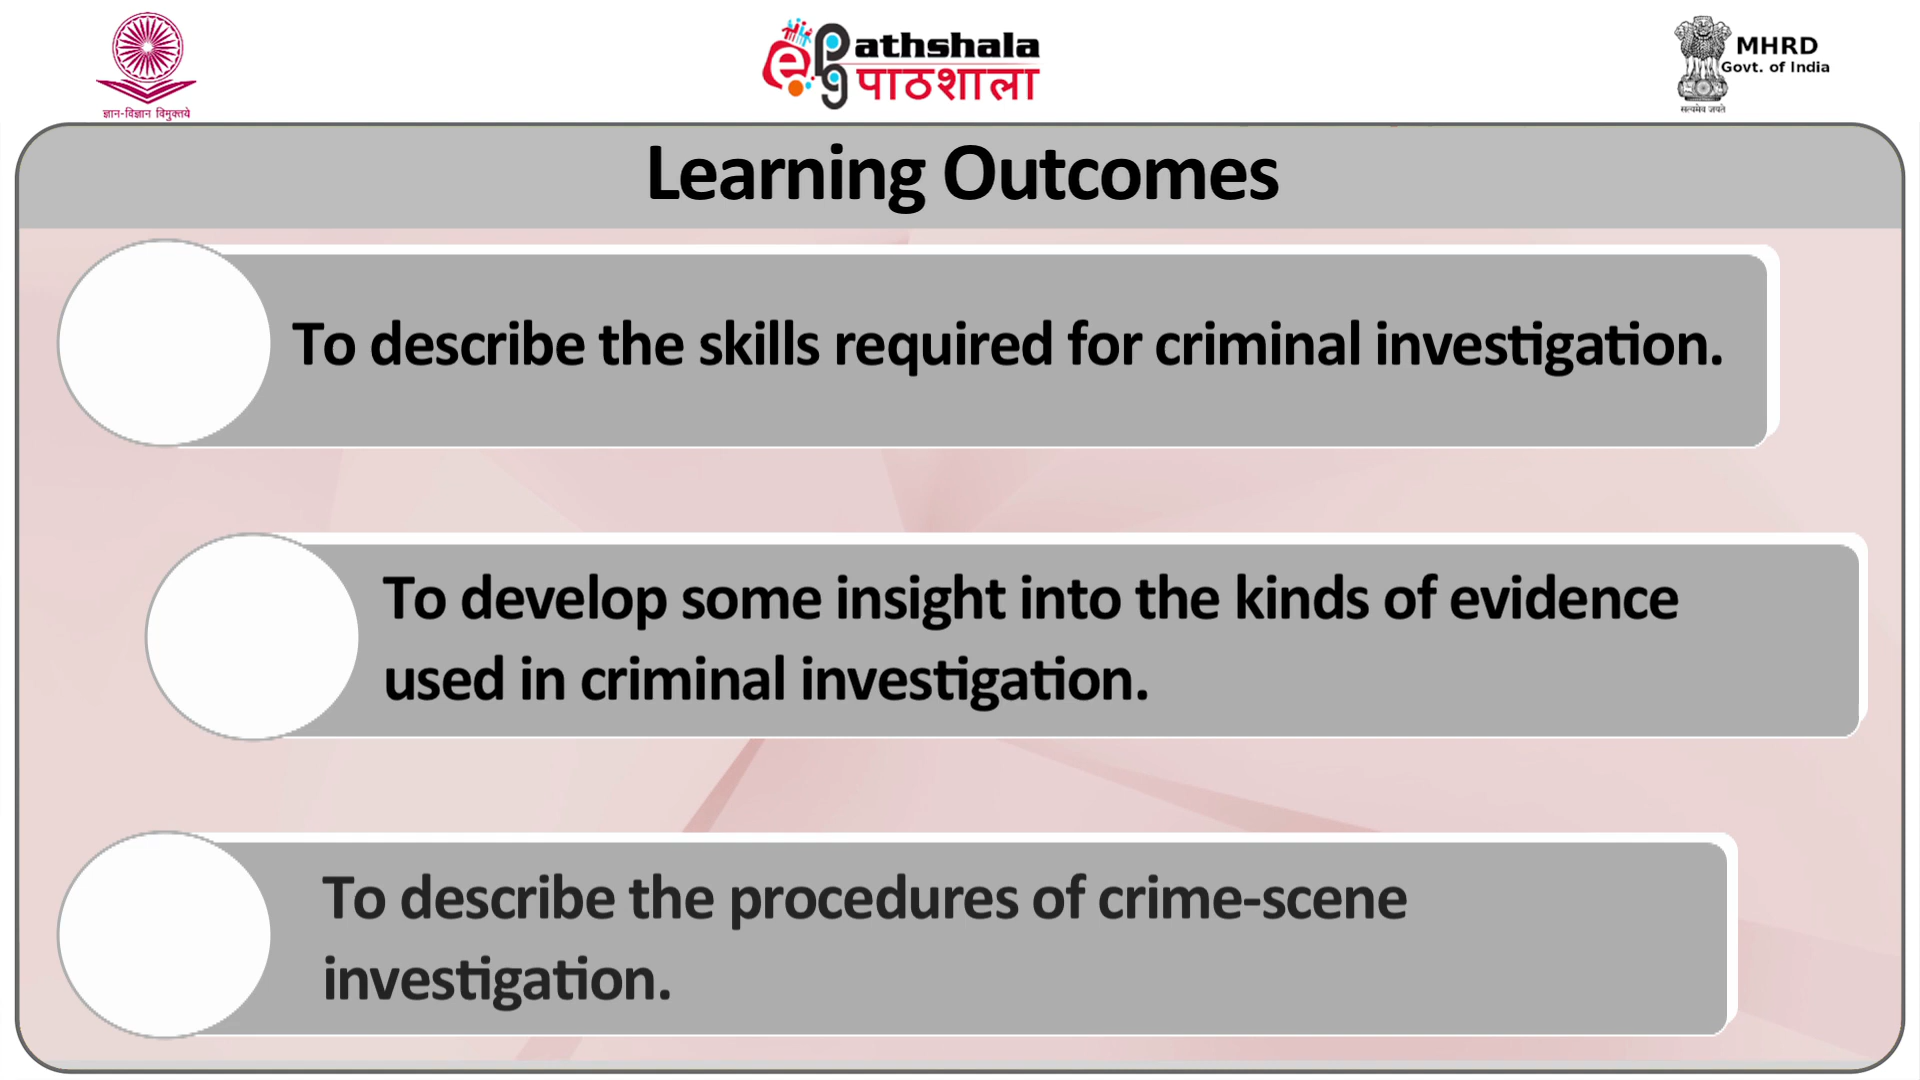 ज्ञान-विज्ञान विमुक्तये
ePathshala
पाठशाला
MHRD
Govt. of India
सत्यमेव जयते
Learning Outcomes
To describe the skills required for criminal investigation.
To develop some insight into the kinds of evidence
used in criminal investigation.
To describe the procedures of crime-scene
investigation.